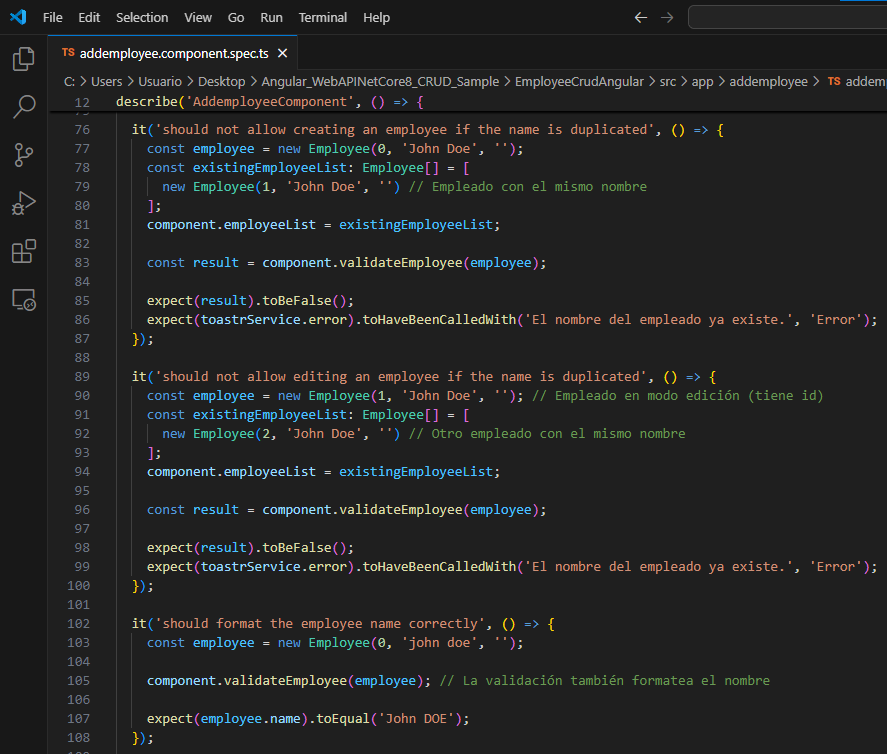 File Edit Selection View Go Run Terminal Help
TS addemployee.component.spec.ts
C: > Users > Usuario > Desktop > Angular_WebAPINetCore8_CRUD_Sample > EmployeeCrudAngular > src > app > addemployee > TS addem
12 describe('AddemployeeComponent', () => {
76 it('should not allow creating an employee if the name is duplicated', () => {
77 const employee = new Employee(0, 'John Doe', '');
78 const existingEmployeeList: Employee[] = [
79 new Employee(1, 'John Doe', '') // Empleado con el mismo nombre
80 ];
81 component.employeeList = existingEmployeeList;
82
83 const result = component.validateEmployee(employee);
84
85 expect(result).toBeFalse();
86 expect(toastrService.error).toHaveBeenCalledWith('El nombre del empleado ya existe.', 'Error');
87 });
88
89 it('should not allow editing an employee if the name is duplicated', () => {
90 const employee = new Employee(1, 'John Doe', ''); // Empleado en modo edición (tiene id)
91 const existingEmployeeList: Employee[] = [
92 new Employee(2, 'John Doe', '') // Otro empleado con el mismo nombre
93 ];
94 component.employeeList = existingEmployeeList;
95
96 const result = component.validateEmployee(employee);
97
98 expect(result).toBeFalse();
99 expect(toastrService.error).toHaveBeenCalledWith('El nombre del empleado ya existe.', 'Error');
100 });
101
102 it('should format the employee name correctly', () => {
103 const employee = new Employee(0, 'john doe', '');
104
105 component.validateEmployee(employee); // La validación también formatea el nombre
106
107 expect(employee.name).toEqual('John DOE');
108 });